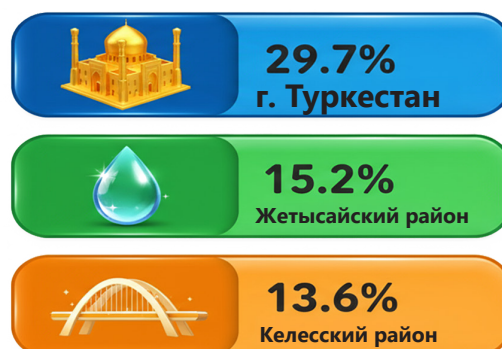 29.7%
г. Туркестан
15.2%
Жетысайский район
13.6%
Келесский район